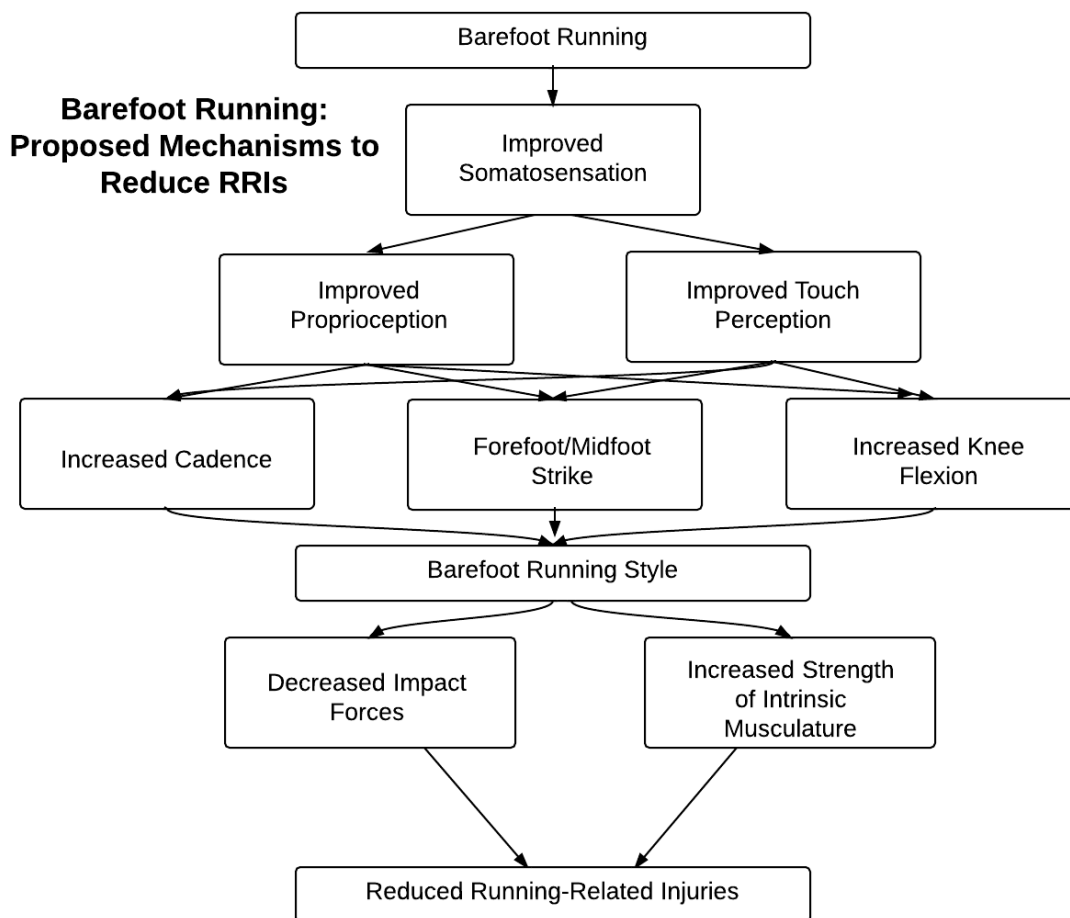 Barefoot Running
Barefoot Running:
Proposed Mechanisms to
Reduce RRIs
Improved
Somatosensation
Improved
Proprioception
Improved Touch
Perception
Increased Cadence
Forefoot/Midfoot
Strike
Increased Knee
Flexion
Barefoot Running Style
Decreased Impact
Forces
Increased Strength
of Intrinsic
Musculature
Reduced Running-Related Injuries